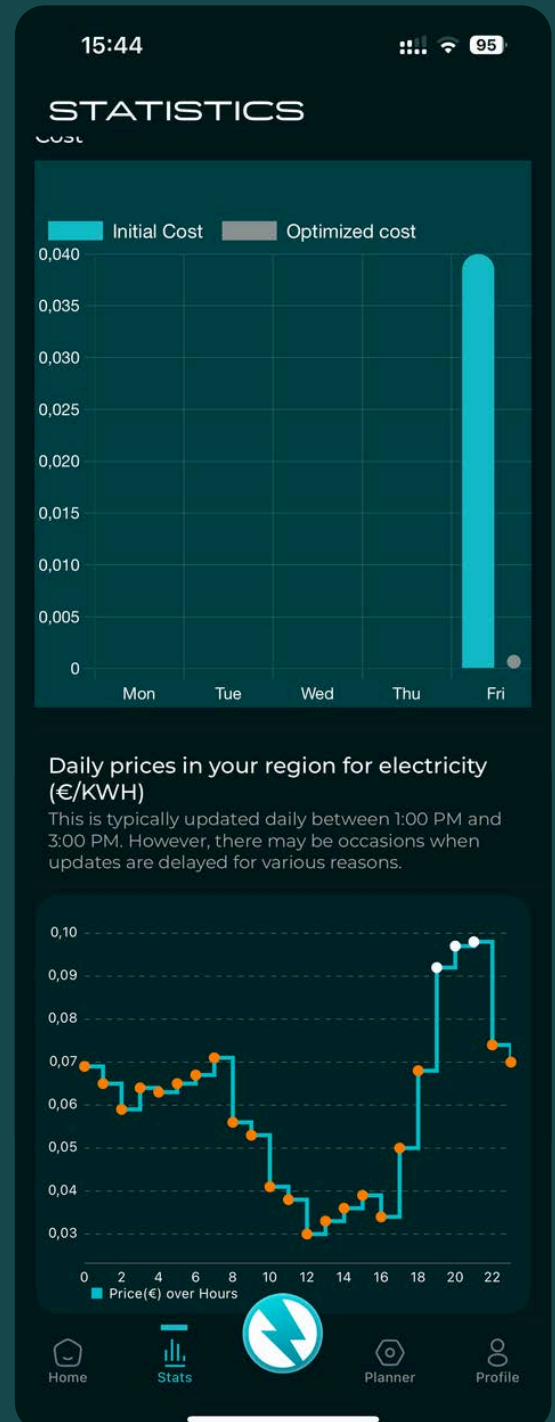 15:44
95
STATISTICS
Cost
Initial Cost Optimized cost
0,040
0,035
0,030
0,025
0,020
0,015
0,010
0,005
0
Mon Tue Wed Thu Fri
Daily prices in your region for electricity
(€/KWH)
This is typically updated daily between 1:00 PM and
3:00 PM. However, there may be occasions when
updates are delayed for various reasons.
0,10
0,09
0,08
0,07
0,06
0,05
0,04
0,03
0 2 4 6 8 10 12 14 16 18 20 22
Price(€) over Hours
Home Stats Planner Profile